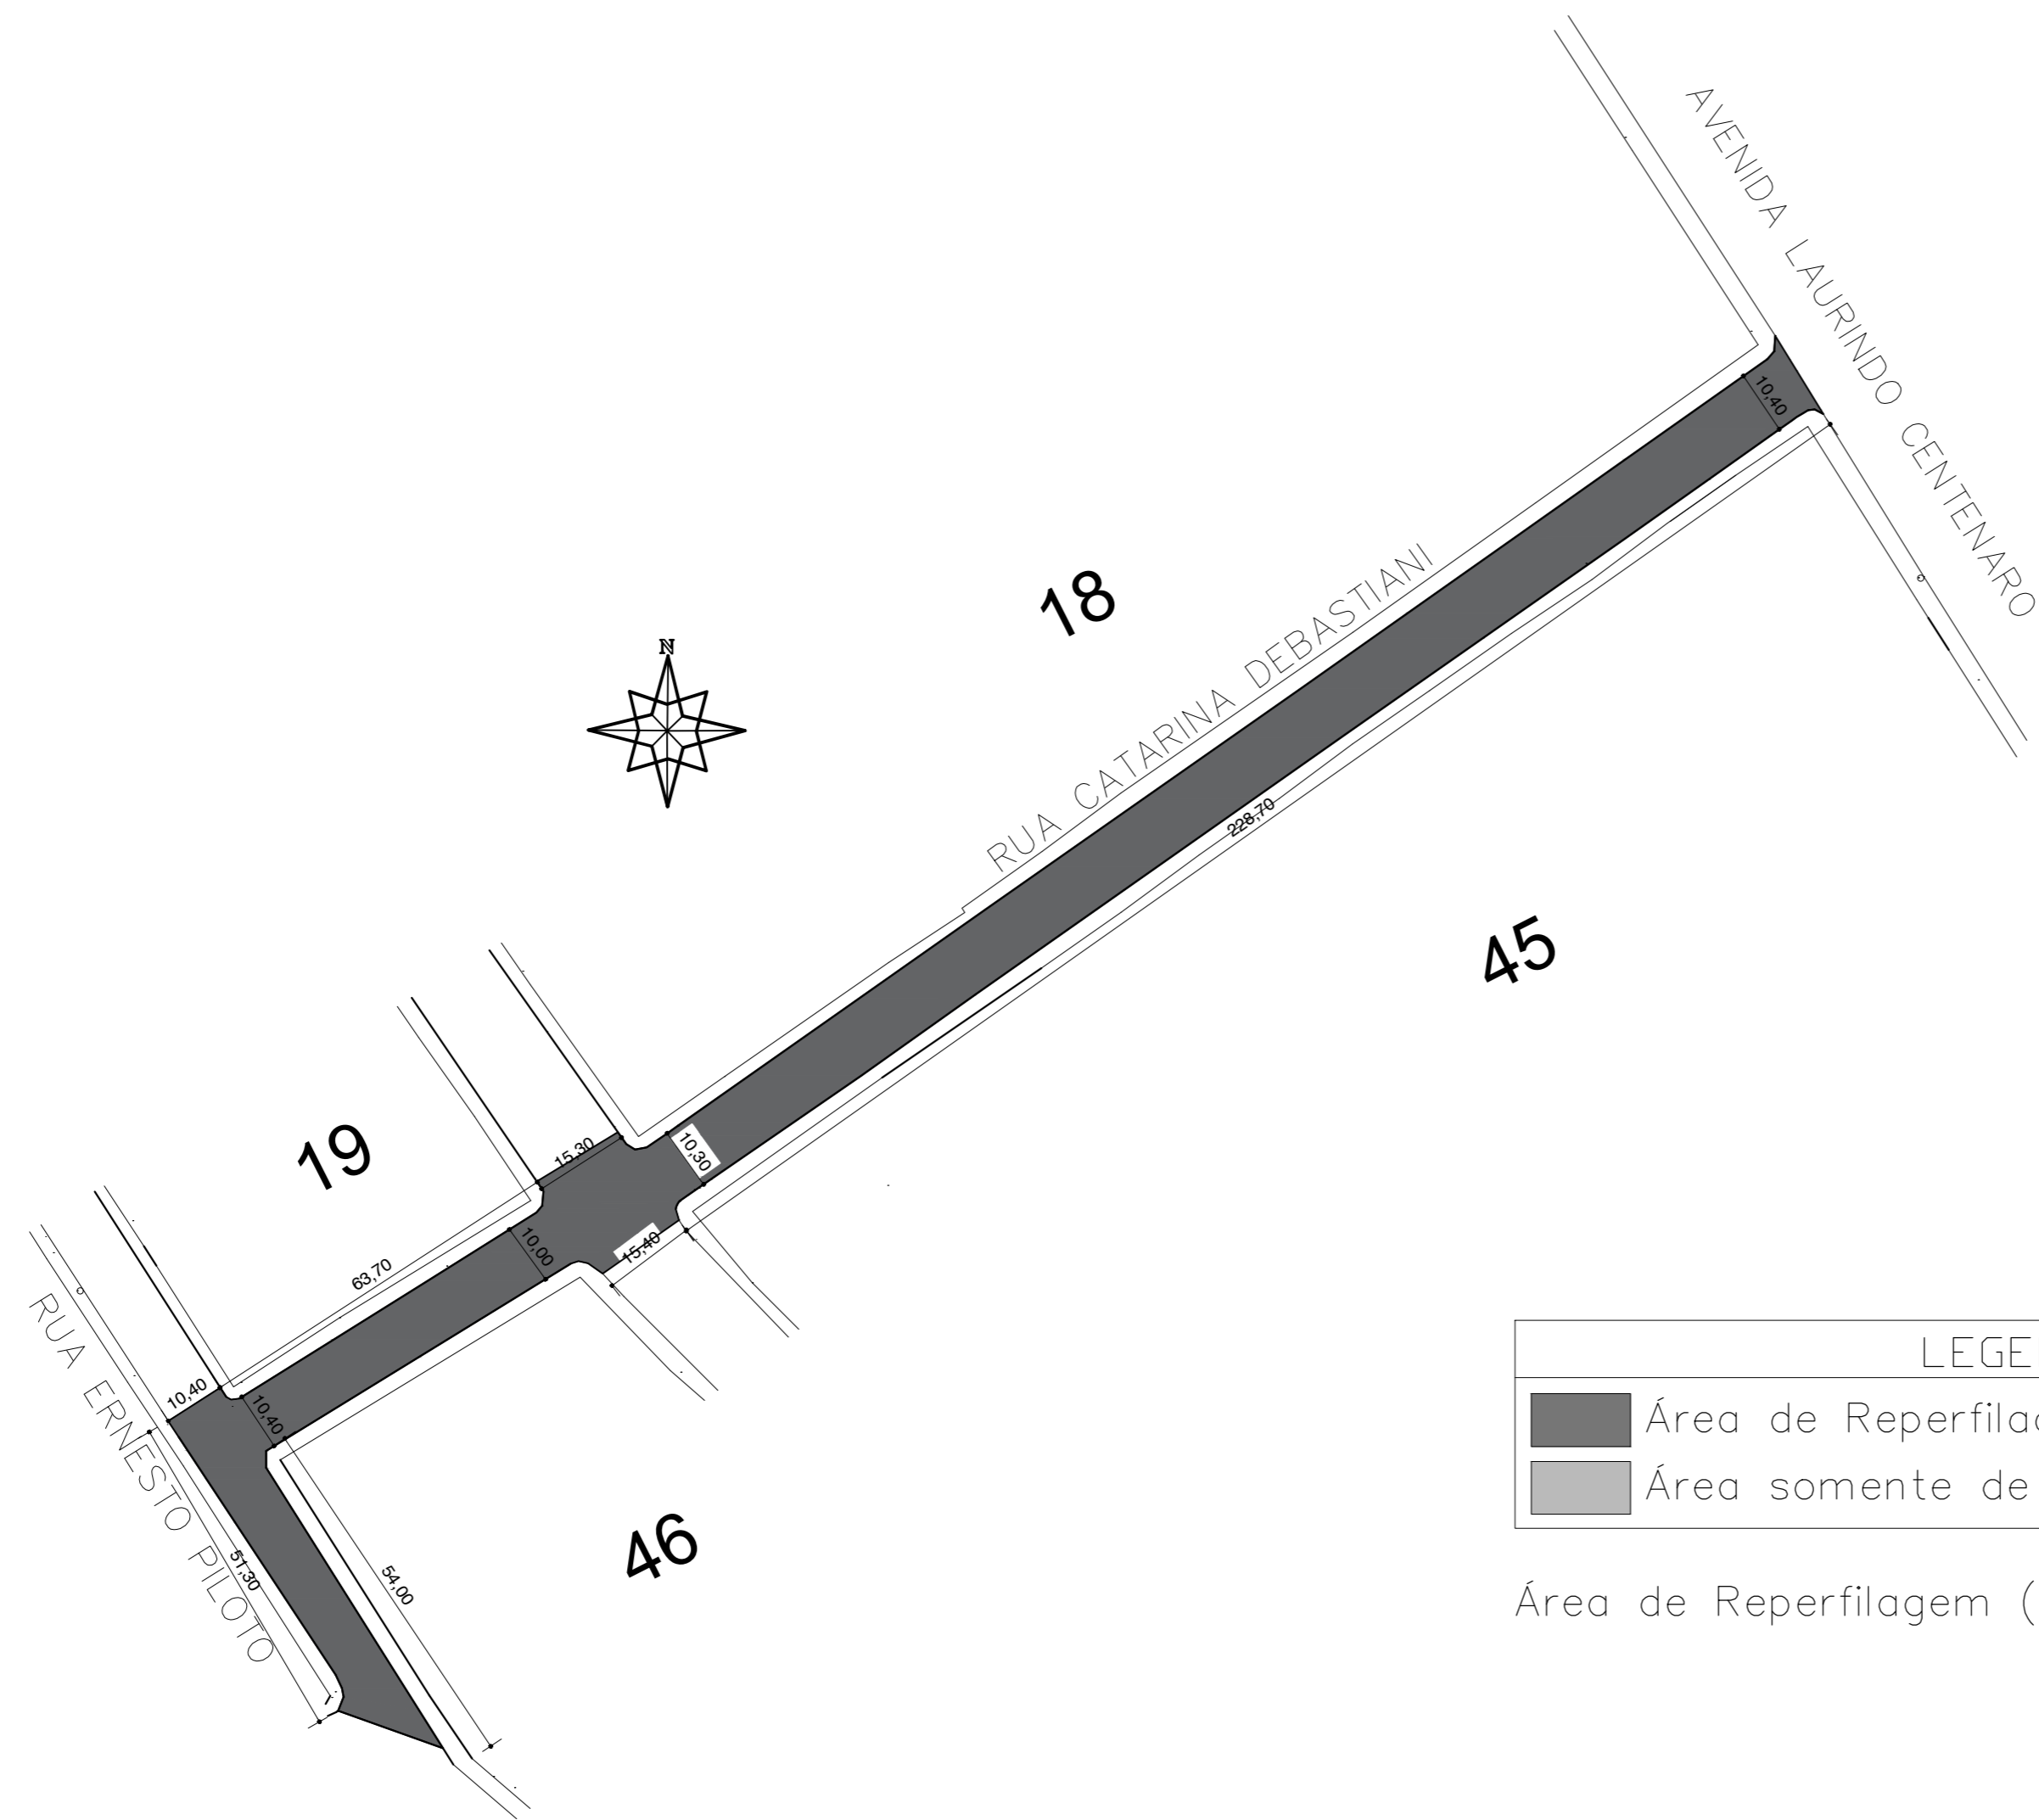 AVENIDA LAURINDO CENTENARO
10,40
18
RUA CATARINA DEBASTIANI
N
228,70
45
19
15,30
10,30
10,00
15,40
63,70
10,40
10,40
RUA ERNESTO PILOTO
51,30
54,00
46
LEGE
Área de Reperfila
Área somente de
Área de Reperfilagem (